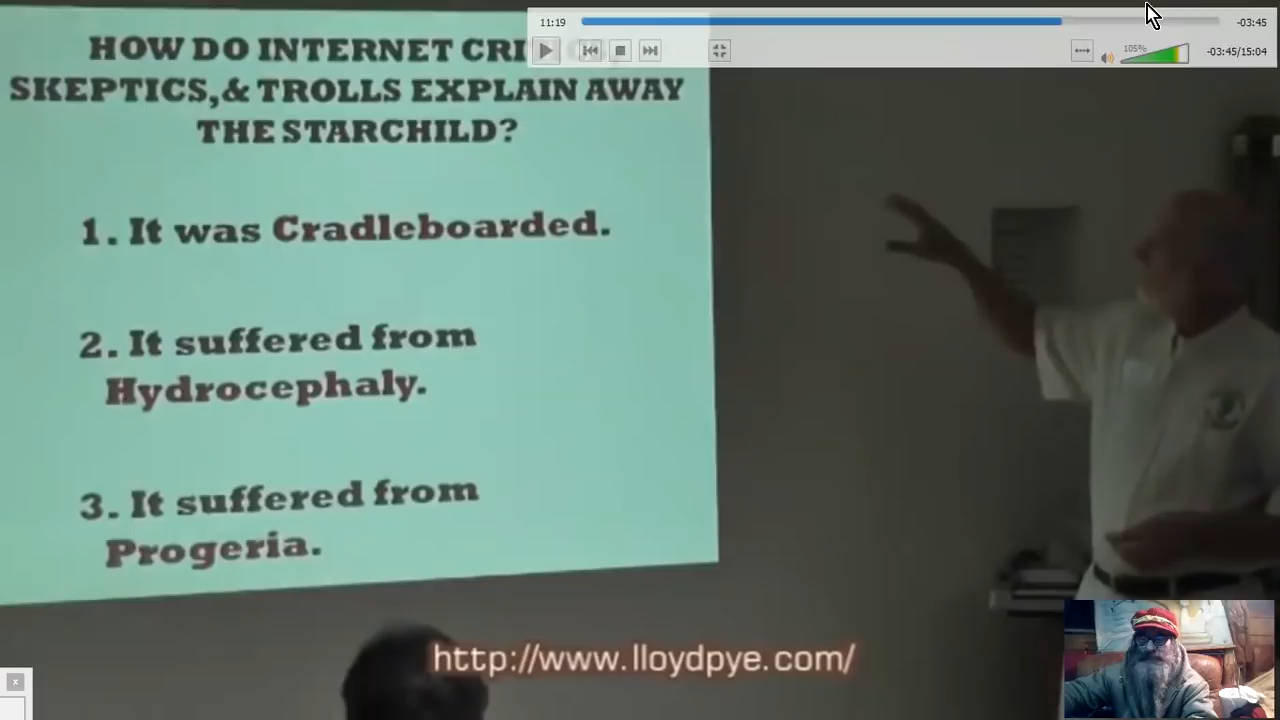 11:19
-03:45
105%
-03:45/15:04
HOW DO INTERNET
SKEPTICS,& TROLLS EXPLAIN AWAY
THE STARCHILD?
1. It was Cradleboarded.
2. It suffered from
Hydrocephaly.
3. It suffered from
Progeria.
http://www.lloydpye.com/